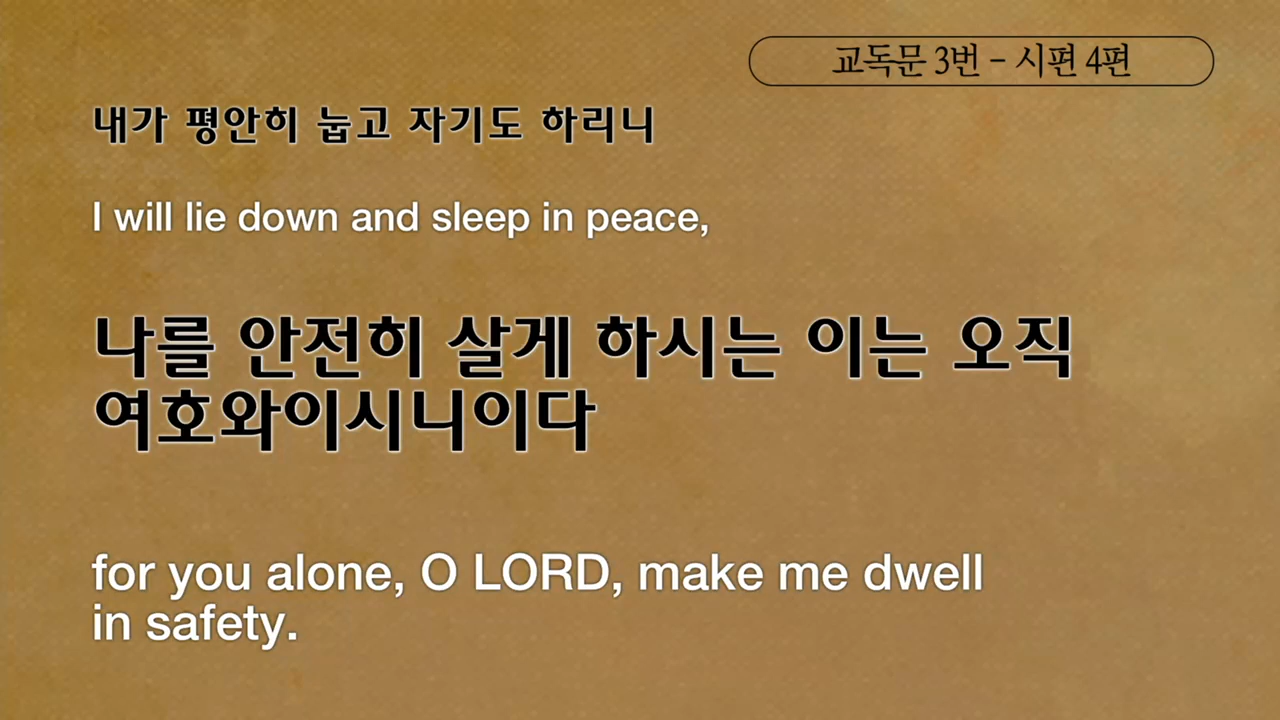 교독문 3번 - 시편 4편
내가 평안히 눕고 자기도 하리니
I will lie down and sleep in peace,
나를 안전히 살게 하시는 이는 오직
여호와이시니이다
for you alone, O LORD, make me dwell
in safety.